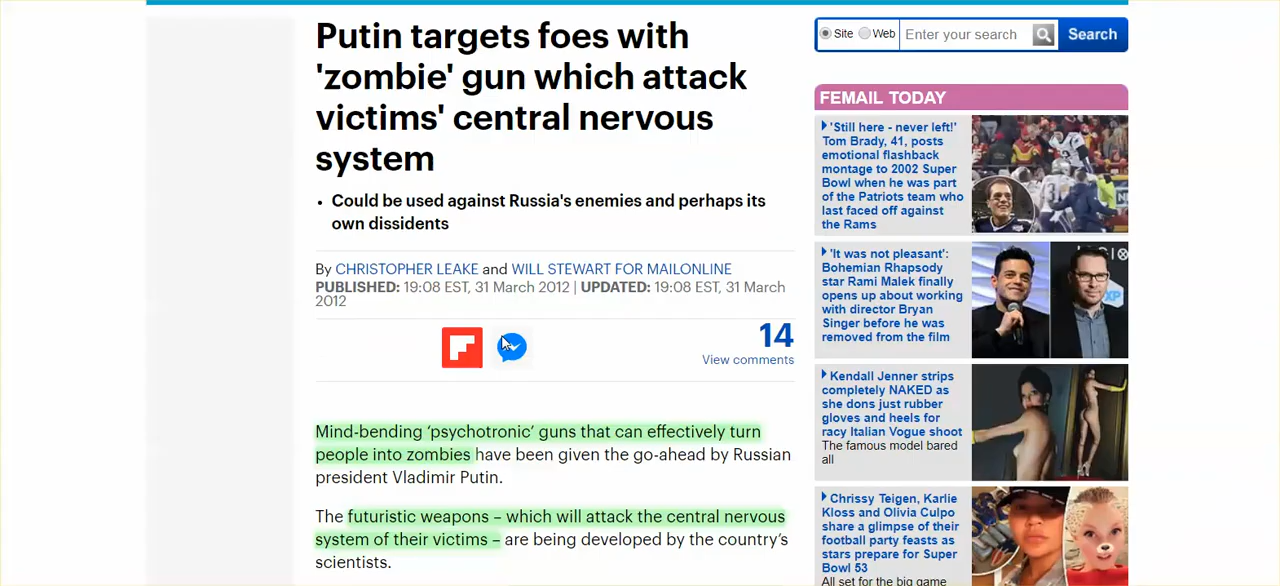 Putin targets foes with
'zombie' gun which attack
victims' central nervous
system
• Could be used against Russia's enemies and perhaps its
own dissidents
By CHRISTOPHER LEAKE and WILL STEWART FOR MAILONLINE
PUBLISHED: 19:08 EST, 31 March 2012 | UPDATED: 19:08 EST, 31 March
2012
14
View comments
Mind-bending ‘psychotronic’ guns that can effectively turn
people into zombies have been given the go-ahead by Russian
president Vladimir Putin.
The futuristic weapons – which will attack the central nervous
system of their victims – are being developed by the country’s
scientists.
Site Web Enter your search Search
FEMAIL TODAY
'Still here - never left!'
Tom Brady, 41, posts
emotional flashback
montage to 2002 Super
Bowl when he was part
of the Patriots team who
last faced off against
the Rams
'It was not pleasant':
Bohemian Rhapsody
star Rami Malek finally
opens up about working
with director Bryan
Singer before he was
removed from the film
Kendall Jenner strips
completely NAKED as
she dons just rubber
gloves and heels for
racy Italian Vogue shoot
The famous model bared
all
Chrissy Teigen, Karlie
Kloss and Olivia Culpo
share a glimpse of their
football party feasts as
stars prepare for Super
Bowl 53
All set for the big game